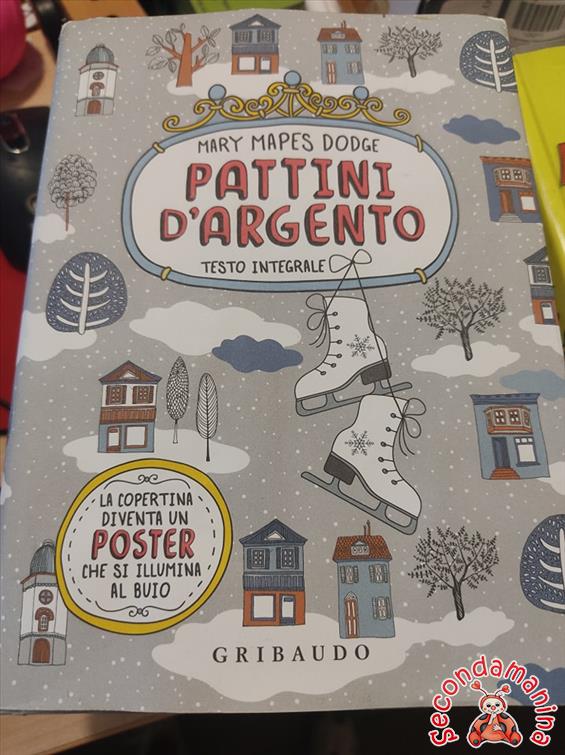 MARY MAPES DODGE
PATTINI
D'ARGENTO
TESTO INTEGRALE
LA COPERTINA
DIVENTA UN
POSTER
CHE SI ILLUMINA
AL BUIO
GRIBAUDO
Secondamanina